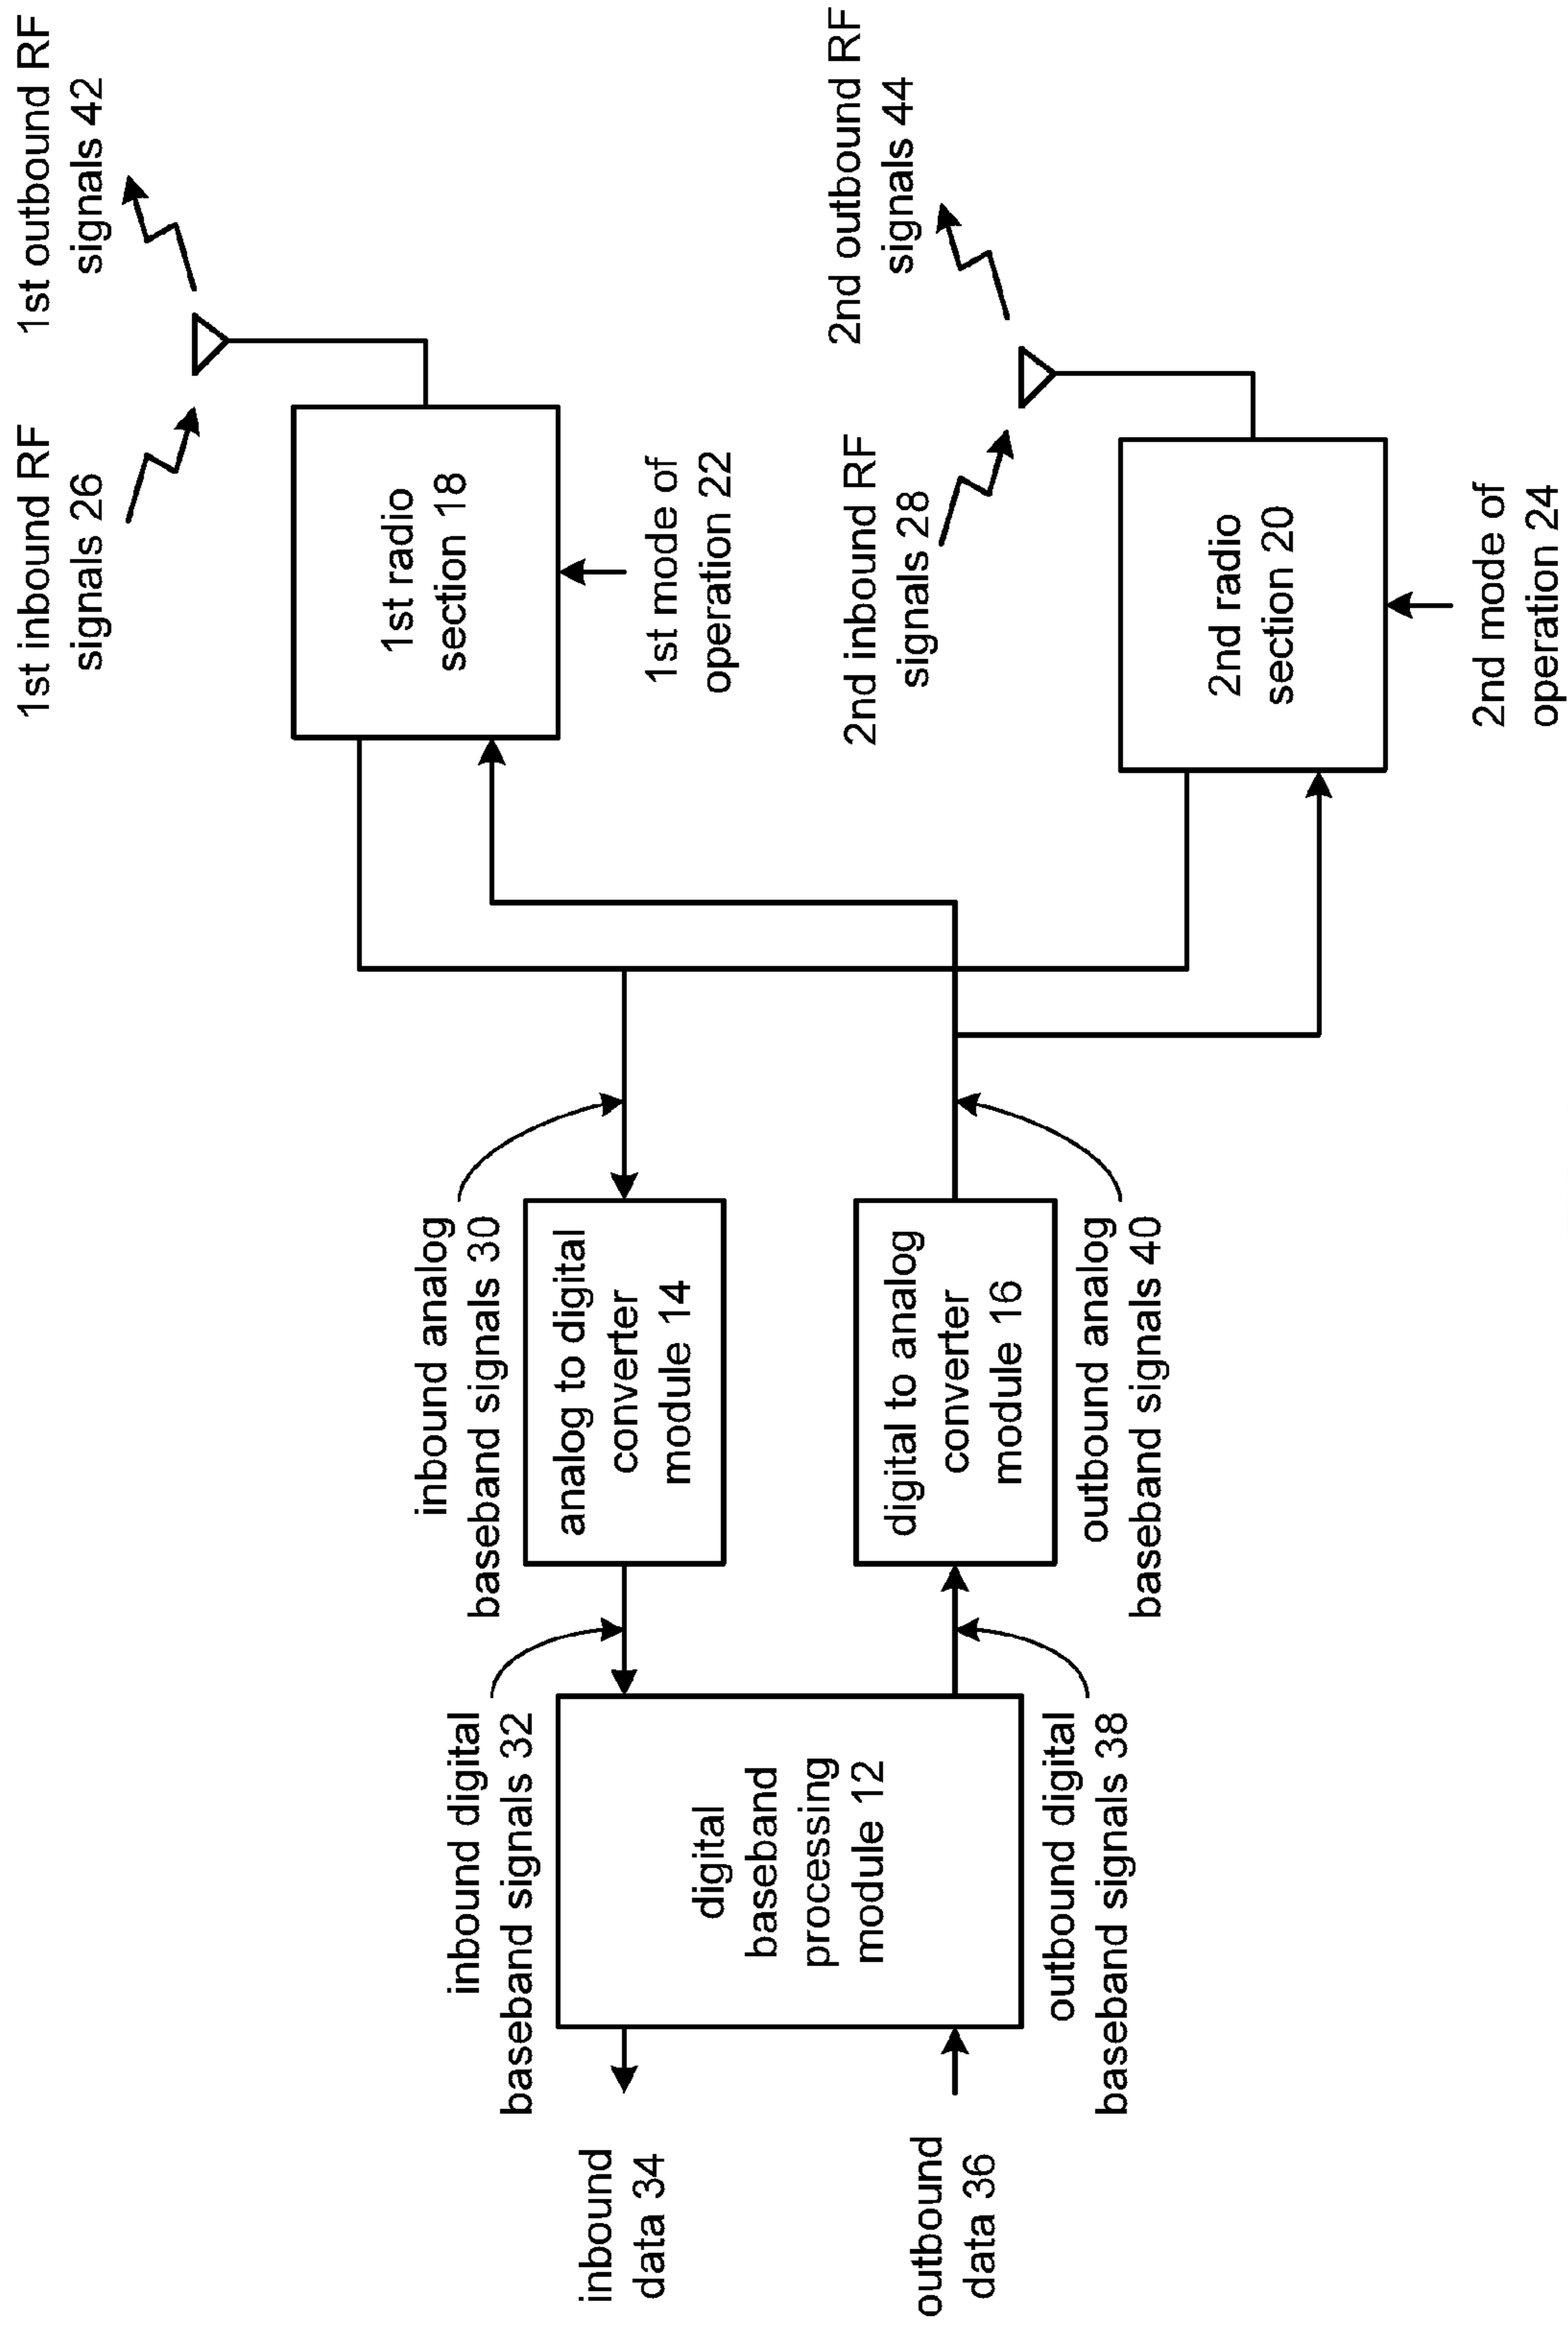 1st inbound RF
signals 26
1st outbound RF
signals 42
1st radio
section 18
1st mode of
operation 22
2nd inbound RF
signals 28
2nd outbound RF
signals 44
2nd radio
section 20
2nd mode of
operation 24
inbound analog
baseband signals 30
analog to digital
converter
module 14
digital to analog
converter
module 16
outbound analog
baseband signals 40
inbound digital
baseband signals 32
digital
baseband
processing
module 12
outbound digital
baseband signals 38
inbound
data 34
outbound
data 36